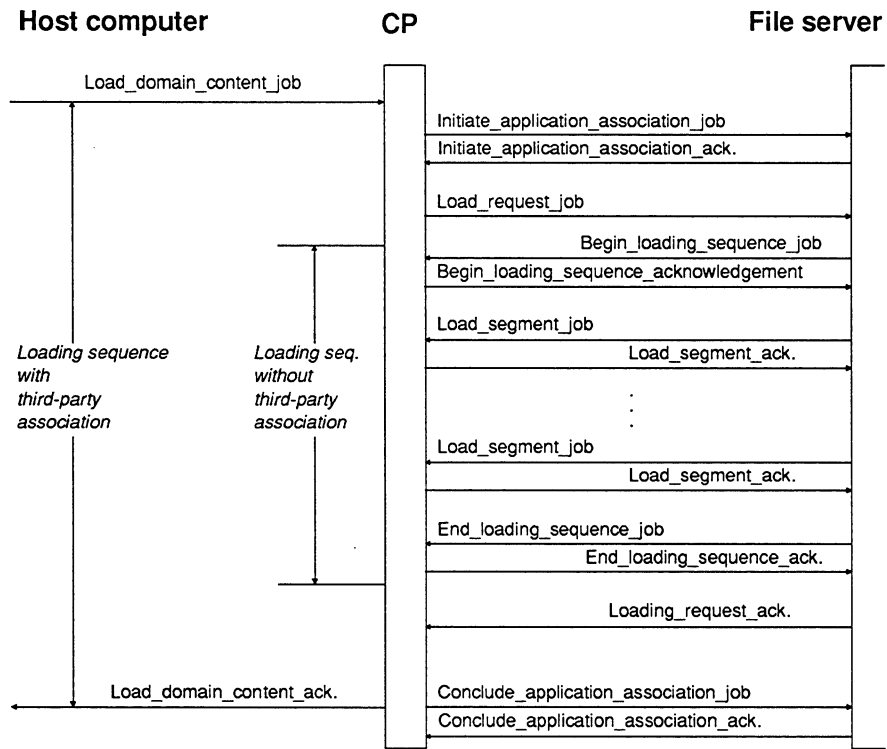 Host computer
CP
File server
Load_domain_content_job
Initiate_application_association_job
Initiate_application_association_ack.
Load_request_job
Begin_loading_sequence_job
Begin_loading_sequence_acknowledgement
Load_segment_job
Loading sequence
with
third-party
association
Loading seq.
without
third-party
association
Load_segment_ack.
.
.
.
Load_segment_job
Load_segment_ack.
End_loading_sequence_job
End_loading_sequence_ack.
Loading_request_ack.
Load_domain_content_ack.
Conclude_application_association_job
Conclude_application_association_ack.